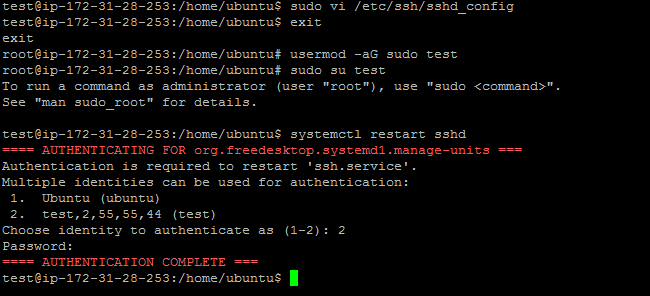 test@ip-172-31-28-253:/home/ubuntu$ sudo vi /etc/ssh/sshd_config
test@ip-172-31-28-253:/home/ubuntu$ exit
exit
root@ip-172-31-28-253:/home/ubuntu# usermod -aG sudo test
root@ip-172-31-28-253:/home/ubuntu# sudo su test
To run a command as administrator (user "root"), use "sudo <command>".
See "man sudo_root" for details.
test@ip-172-31-28-253:/home/ubuntu$ systemctl restart sshd
==== AUTHENTICATING FOR org.freedesktop.systemd1.manage-units ===
Authentication is required to restart 'ssh.service'.
Multiple identities can be used for authentication:
1. Ubuntu (ubuntu)
2. test,2,55,55,44 (test)
Choose identity to authenticate as (1-2): 2
Password:
==== AUTHENTICATION COMPLETE ===
test@ip-172-31-28-253:/home/ubuntu$